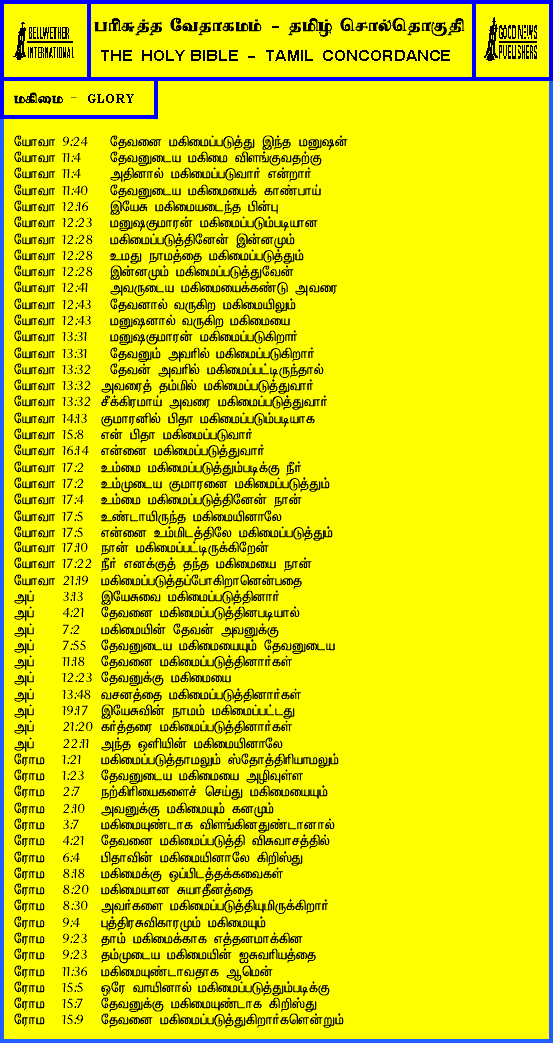 BELLWETHER
INTERNATIONAL
பரிசுத்த வேதாகமம் - தமிழ் சொல்தொகுதி
THE HOLY BIBLE - TAMIL CONCORDANCE
GOOD NEWS
PUBLISHERS
மகிமை - GLORY
யோவா 9:24 தேவனை மகிமைப்படுத்து இந்த மனுஷன்
யோவா 11:4 தேவனுடைய மகிமை விளங்குவதற்கு
யோவா 11:4 அதினால் மகிமைப்படுவார் என்றார்
யோவா 11:40 தேவனுடைய மகிமையைக் காண்பாய்
யோவா 12:16 இயேசு மகிமையடைந்த பின்பு
யோவா 12:23 மனுஷகுமாரன் மகிமைப்படும்படியான
யோவா 12:28 மகிமைப்படுத்தினேன் இன்னமும்
யோவா 12:28 உமது நாமத்தை மகிமைப்படுத்தும்
யோவா 12:28 இன்னமும் மகிமைப்படுத்துவேன்
யோவா 12:41 அவருடைய மகிமையைக்கண்டு அவரை
யோவா 12:43 தேவனால் வருகிற மகிமையிலும்
யோவா 12:43 மனுஷனால் வருகிற மகிமையை
யோவா 13:31 மனுஷகுமாரன் மகிமைப்படுகிறார்
யோவா 13:31 தேவனும் அவரில் மகிமைப்படுகிறார்
யோவா 13:32 தேவன் அவரில் மகிமைப்பட்டிருந்தால்
யோவா 13:32 அவரைத் தம்பில் மகிமைப்படுத்துவார்
யோவா 13:32 சீக்கிரமாய் அவரை மகிமைப்படுத்துவார்
யோவா 14:13 குமாரனில் பிதா மகிமைப்படும்படியாக
யோவா 15:8 என் பிதா மகிமைப்படுவார்
யோவா 16:14 என்னை மகிமைப்படுத்துவார்
யோவா 17:2 உம்மை மகிமைப்படுத்தும்படிக்கு நீர்
யோவா 17:2 உம்முடைய குமாரனை மகிமைப்படுத்தும்
யோவா 17:4 உம்மை மகிமைப்படுத்தினேன் நான்
யோவா 17:5 உண்டாயிருந்த மகிமையினாலே
யோவா 17:5 என்னை உம்மிடத்திலே மகிமைப்படுத்தும்
யோவா 17:10 நான் மகிமைப்பட்டிருக்கிறேன்
யோவா 17:22 நீர் எனக்குத் தந்த மகிமையை நான்
யோவா 21:19 மகிமைப்படுத்தப்போகிறானென்பதை
அப் 3:13 இயேசுவை மகிமைப்படுத்தினார்
அப் 4:21 தேவனை மகிமைப்படுத்தினபடியால்
அப் 7:2 மகிமையின் தேவன் அவனுக்கு
அப் 7:55 தேவனுடைய மகிமையையும் தேவனுடைய
அப் 11:18 தேவனை மகிமைப்படுத்தினார்கள்
அப் 12:23 தேவனுக்கு மகிமையை
அப் 13:48 வசனத்தை மகிமைப்படுத்தினார்கள்
அப் 19:17 இயேசுவின் நாமம் மகிமைப்பட்டது
அப் 21:20 கர்த்தரை மகிமைப்படுத்தினார்கள்
அப் 22:11 அந்த ஒளியின் மகிமையினாலே
ரோம 1:21 மகிமைப்படுத்தாமலும் ஸ்தோத்திரியாமலும்
ரோம 1:23 தேவனுடைய மகிமையை அழிவுள்ள
ரோம 2:7 நற்கிரியைகளைச் செய்து மகிமையையும்
ரோம 2:10 அவனுக்கு மகிமையும் கனமும்
ரோம 3:7 மகிமையுண்டாக விளங்கினதுண்டானால்
ரோம 4:21 தேவனை மகிமைப்படுத்தி விசுவாசத்தில்
ரோம 6:4 பிதாவின் மகிமையினாலே கிறிஸ்து
ரோம 8:18 மகிமைக்கு ஒப்பிடத்தக்கவைகள்
ரோம 8:20 மகிமையான சுயாதீனத்தை
ரோம 8:30 அவர்களை மகிமைப்படுத்தியுமிருக்கிறார்
ரோம 9:4 புத்திரசுவிகாரமும் மகிமையும்
ரோம 9:23 தாம் மகிமைக்காக எத்தனமாக்கின
ரோம 9:23 தம்முடைய மகிமையின் ஐசுவரியத்தை
ரோம 11:36 மகிமையுண்டாவதாக ஆமென்
ரோம 15:5 ஒரே வாயினால் மகிமைப்படுத்தும்படிக்கு
ரோம 15:7 தேவனுக்கு மகிமையுண்டாக கிறிஸ்து
ரோம 15:9 தேவனை மகிமைப்படுத்துகிறார்களென்றும்